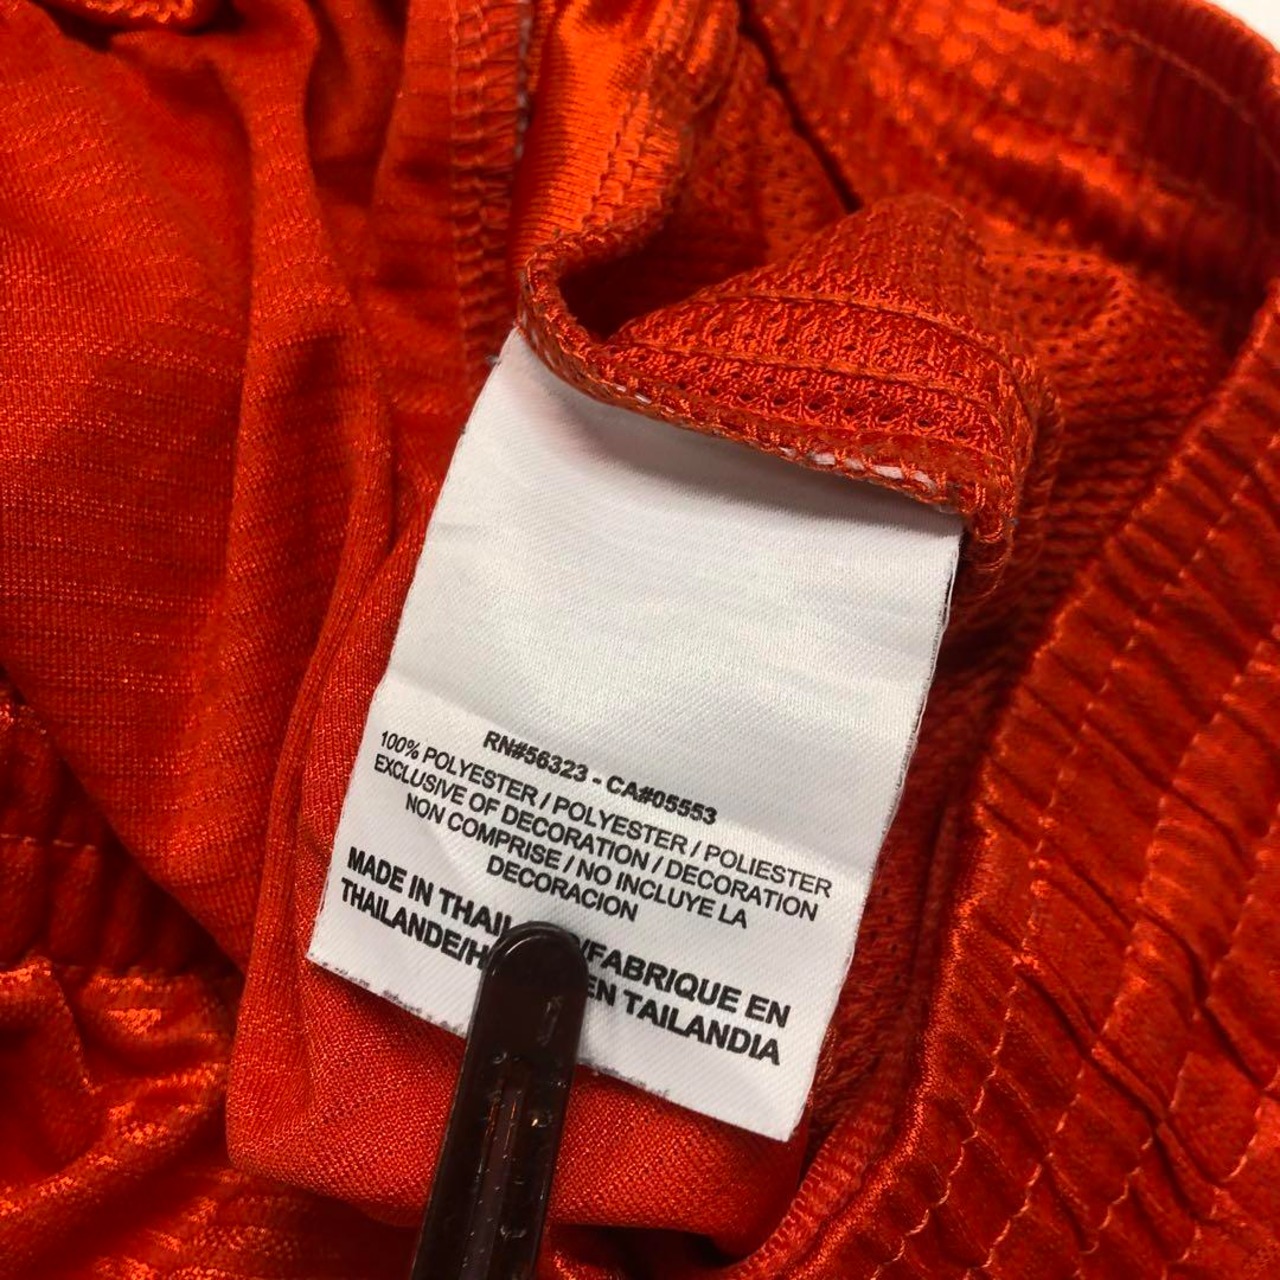 RN#56323 - CA#05553
100% POLYESTER / POLYESTER / POLIESTER
EXCLUSIVE OF DECORATION / DECORATION
NON COMPRISE / NO INCLUYE LA
DECORACION
MADE IN /FABRIQUE EN
THAILANDE/ EN TAILANDIA